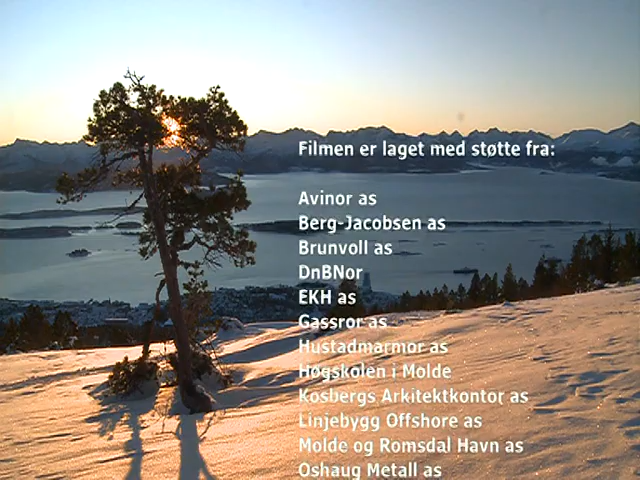 Filmen er laget med støtte fra:
Avinor as
Berg-Jacobsen as
Brunvoll as
DnBNor
EKH as
Gassror as
Hustadmarmor as
Høgskolen i Molde
Kosbergs Arkitektkontor as
Linjebygg Offshore as
Molde og Romsdal Havn as
Oshaug Metall as